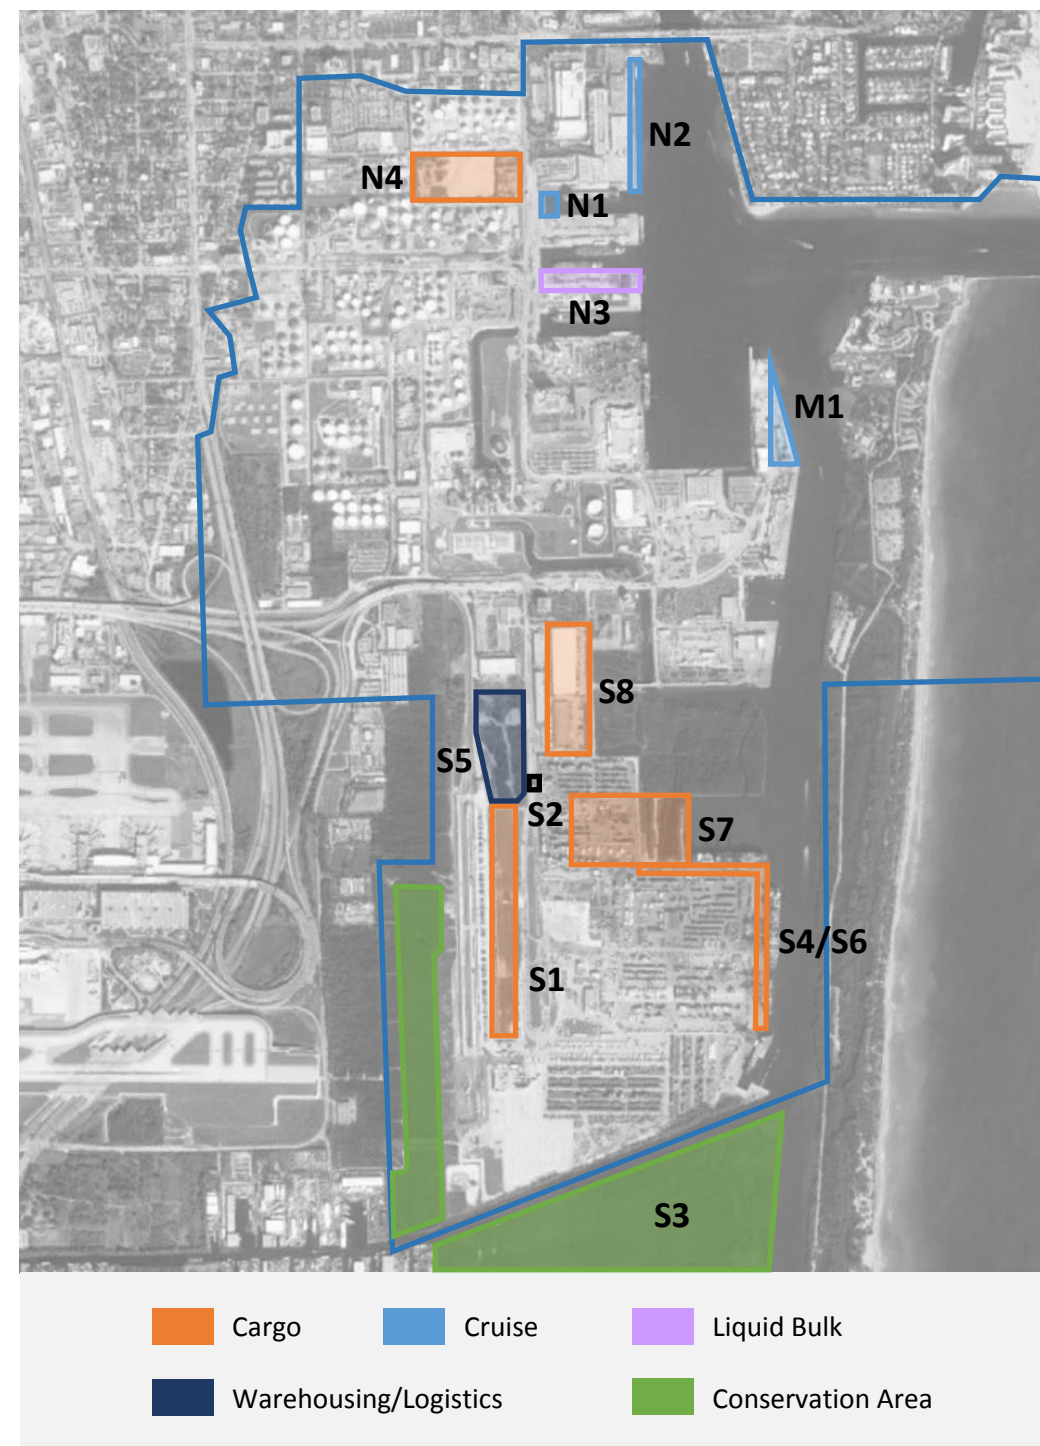 N2
N4
N1
N3
M1
S8
S5
S2
S7
S4/S6
S1
S3
Cargo
Cruise
Liquid Bulk
Warehousing/Logistics
Conservation Area